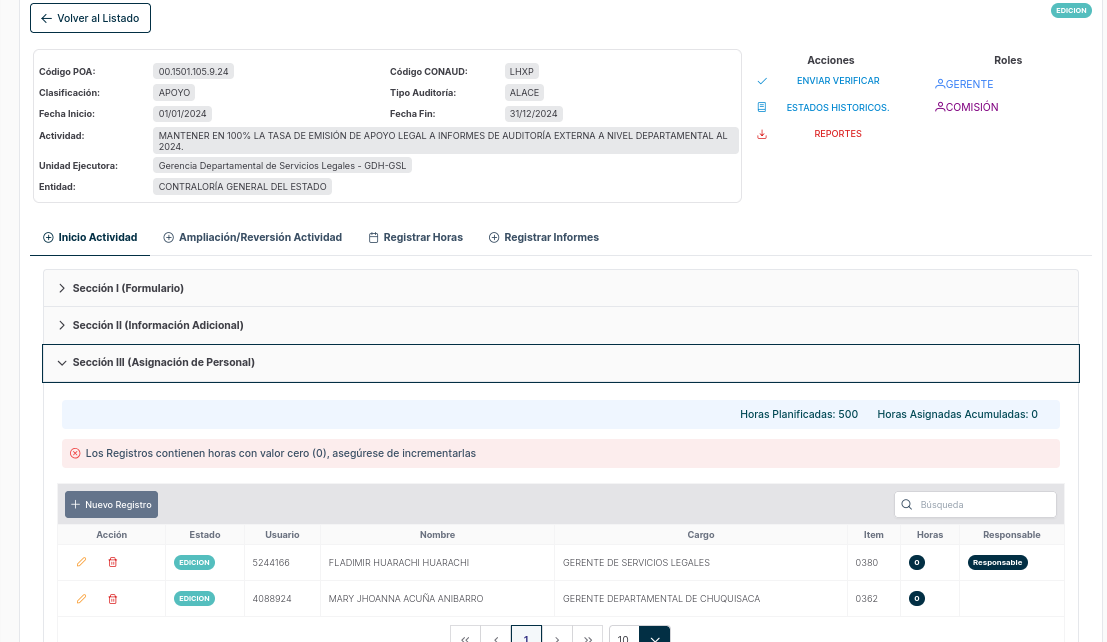 Volver al Listado
EDICION
Código POA: 00.1501.105.9.24 Código CONAUD: LHXP
Clasificación: APOYO Tipo Auditoría: ALACE
Fecha Inicio: 01/01/2024 Fecha Fin: 31/12/2024
Actividad: MANTENER EN 100% LA TASA DE EMISIÓN DE APOYO LEGAL A INFORMES DE AUDITORÍA EXTERNA A NIVEL DEPARTAMENTAL AL
2024.
Unidad Ejecutora: Gerencia Departamental de Servicios Legales - GDH-GSL
Entidad: CONTRALORÍA GENERAL DEL ESTADO
Acciones Roles
ENVIAR VERIFICAR GERENTE
ESTADOS HISTORICOS. COMISIÓN
REPORTES
Inicio Actividad Ampliación/Reversión Actividad Registrar Horas Registrar Informes
Sección I (Formulario)
Sección II (Información Adicional)
Sección III (Asignación de Personal)
Horas Planificadas: 500 Horas Asignadas Acumuladas: 0
Los Registros contienen horas con valor cero (0), asegúrese de incrementarlas
Nuevo Registro Búsqueda
Acción Estado Usuario Nombre Cargo Item Horas Responsable
EDICION 5244166 FLADIMIR HUARACHI HUARACHI GERENTE DE SERVICIOS LEGALES 0380 0 Responsable
EDICION 4088924 MARY JHOANNA ACUÑA ANIBARRO GERENTE DEPARTAMENTAL DE CHUQUISACA 0362 0
1 10